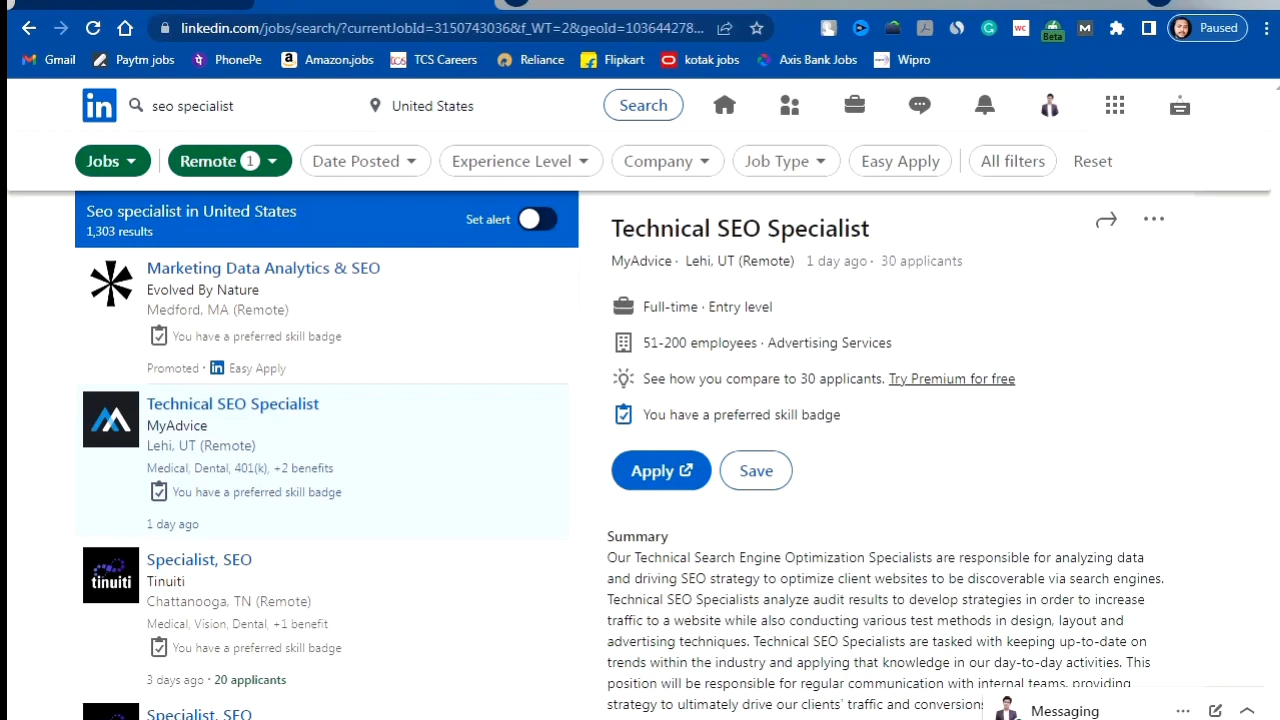 linkedin.com/jobs/search/?currentJobId=3150743036&f_WT=2&geoId=103644278...
WC
Beta
M
Paused
Gmail
Paytm jobs
PhonePe
Amazon.jobs
TCS Careers
Reliance
Flipkart
kotak jobs
Axis Bank Jobs
Wipro
in
seo specialist
United States
Search
Jobs
Remote 1
Date Posted
Experience Level
Company
Job Type
Easy Apply
All filters
Reset
Seo specialist in United States
1,303 results
Set alert
Marketing Data Analytics & SEO
Evolved By Nature
Medford, MA (Remote)
You have a preferred skill badge
Promoted · in Easy Apply
Technical SEO Specialist
MyAdvice
Lehi, UT (Remote)
Medical, Dental, 401(k), +2 benefits
You have a preferred skill badge
1 day ago
tinuiti
Specialist, SEO
Tinuiti
Chattanooga, TN (Remote)
Medical, Vision, Dental, +1 benefit
You have a preferred skill badge
3 days ago · 20 applicants
Specialist, SEO
Technical SEO Specialist
MyAdvice · Lehi, UT (Remote) 1 day ago · 30 applicants
Full-time · Entry level
51-200 employees · Advertising Services
See how you compare to 30 applicants. Try Premium for free
You have a preferred skill badge
Apply
Save
Summary
Our Technical Search Engine Optimization Specialists are responsible for analyzing data
and driving SEO strategy to optimize client websites to be discoverable via search engines.
Technical SEO Specialists analyze audit results to develop strategies in order to increase
traffic to a website while also conducting various test methods in design, layout and
advertising techniques. Technical SEO Specialists are tasked with keeping up-to-date on
trends within the industry and applying that knowledge in our day-to-day activities. This
position will be responsible for regular communication with internal teams, providing
strategy to ultimately drive our clients' traffic and conversions
Messaging